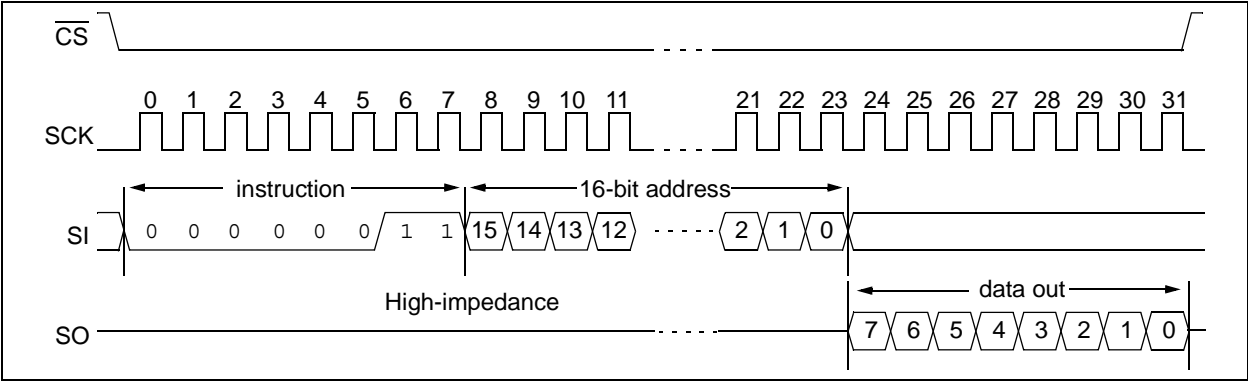 CS
0 1 2 3 4 5 6 7 8 9 10 11 21 22 23 24 25 26 27 28 29 30 31
SCK
instruction 16-bit address
SI 0 0 0 0 0 0 1 1 15 14 13 12 2 1 0
High-impedance data out
SO 7 6 5 4 3 2 1 0